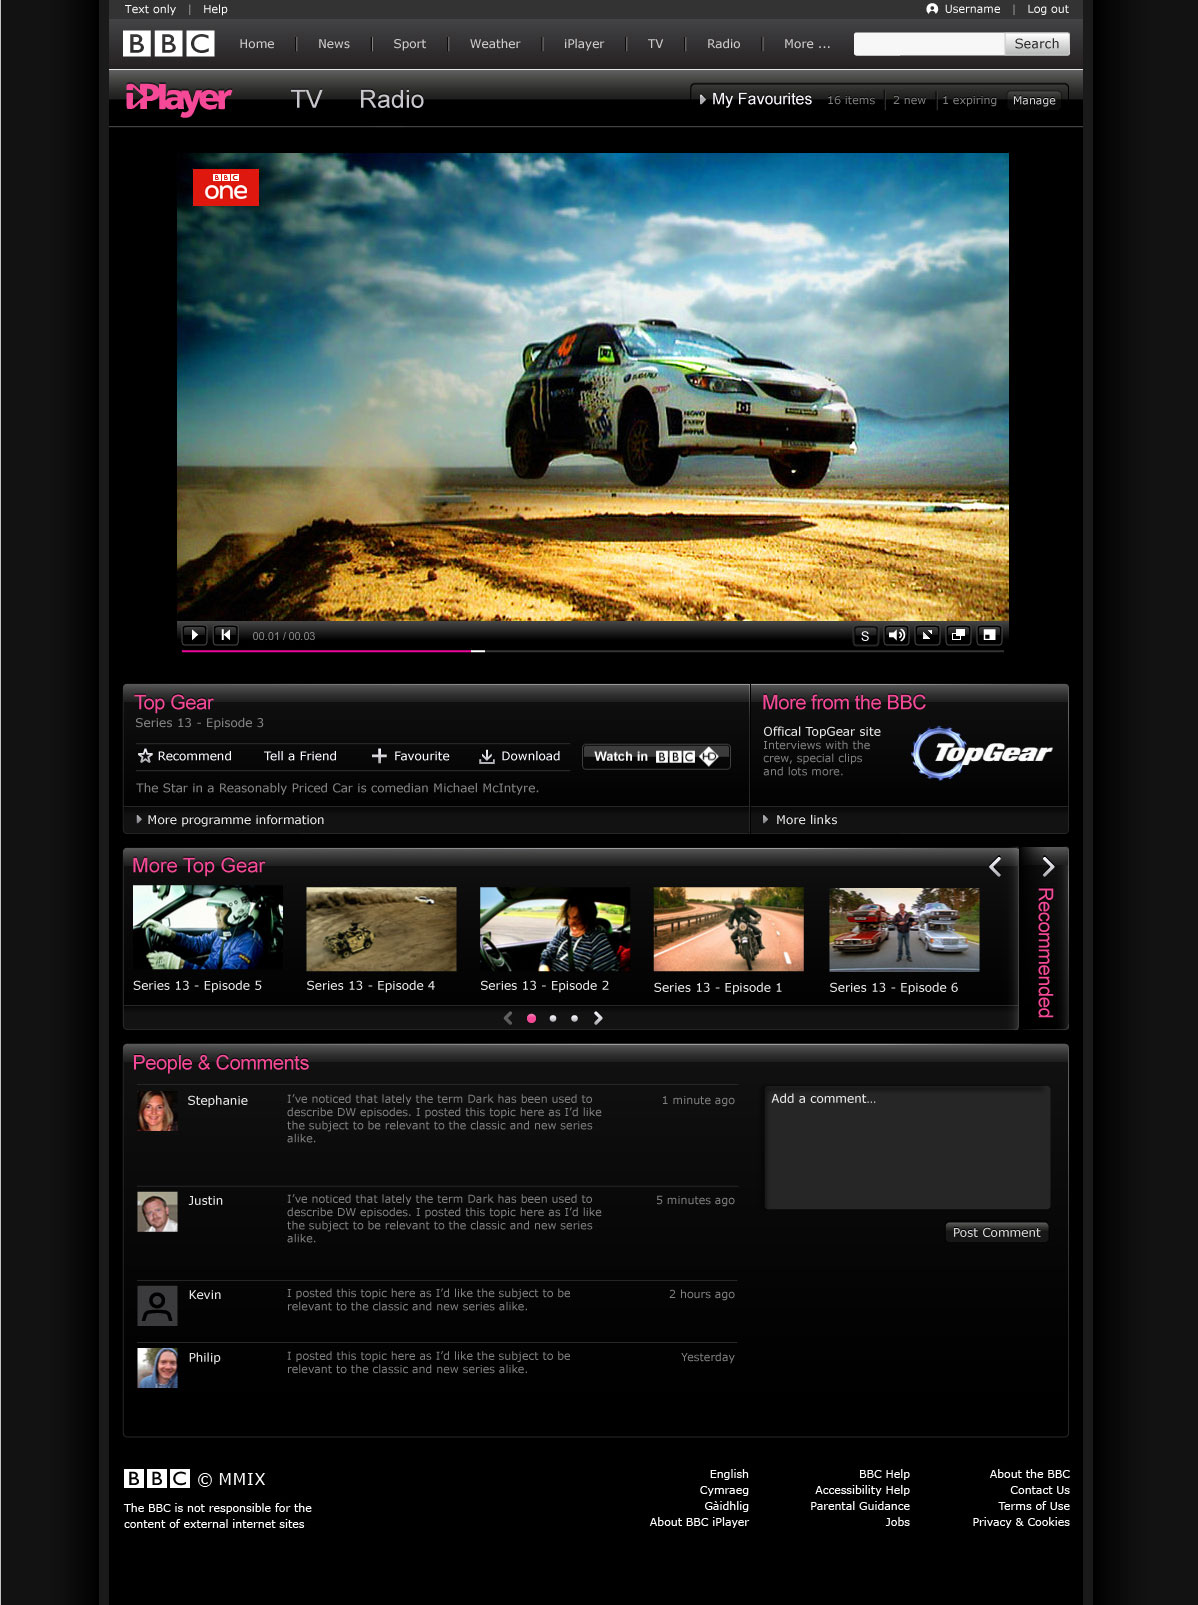 Text only | Help
Username | Log out
BBC Home News Sport Weather iPlayer TV Radio More ... Search
iPlayer TV Radio
My Favourites 16 items 2 new 1 expiring Manage
BBC
one
SUBARU
00.01 / 00.03
S
Top Gear
Series 13 - Episode 3
Recommend Tell a Friend Favourite Download Watch in BBC HD
The Star in a Reasonably Priced Car is comedian Michael McIntyre.
More programme information
More from the BBC
Offical TopGear site
Interviews with the
crew, special clips
and lots more.
TopGear
More links
More Top Gear
Series 13 - Episode 5
Series 13 - Episode 4
Series 13 - Episode 2
Series 13 - Episode 1
Series 13 - Episode 6
Recommended
People & Comments
Stephanie
I've noticed that lately the term Dark has been used to
describe DW episodes. I posted this topic here as I'd like
the subject to be relevant to the classic and new series
alike.
1 minute ago
Justin
I've noticed that lately the term Dark has been used to
describe DW episodes. I posted this topic here as I'd like
the subject to be relevant to the classic and new series
alike.
5 minutes ago
Kevin
I posted this topic here as I'd like the subject to be
relevant to the classic and new series alike.
2 hours ago
Philip
I posted this topic here as I'd like the subject to be
relevant to the classic and new series alike.
Yesterday
Add a comment...
Post Comment
BBC © MMIX
The BBC is not responsible for the
content of external internet sites
English
Cymraeg
Gàidhlig
About BBC iPlayer
BBC Help
Accessibility Help
Parental Guidance
Jobs
About the BBC
Contact Us
Terms of Use
Privacy & Cookies